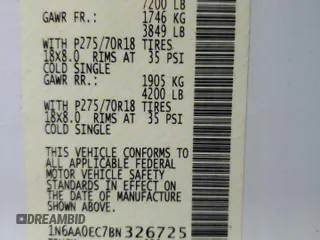 7200 LB
GAWR FR.: 1746 KG
3849 LB
WITH P275/70R18 TIRES
18X8.0 RIMS AT 35 PSI
COLD SINGLE
GAWR RR.: 1905 KG
4200 LB
WITH P275/70R18 TIRES
18X8.0 RIMS AT 35 PSI
COLD SINGLE
THIS VEHICLE CONFORMS TO
ALL APPLICABLE FEDERAL
MOTOR VEHICLE SAFETY
STANDARDS IN EFFECT ON
THE DATE OF MANUFACTURE
SHOWN ABOVE.
1N6AA0EC7BN326725
IDREAMBID